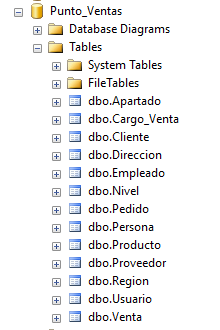 Punto_Ventas
Database Diagrams
Tables
System Tables
FileTables
dbo.Apartado
dbo.Cargo_Venta
dbo.Cliente
dbo.Direccion
dbo.Empleado
dbo.Nivel
dbo.Pedido
dbo.Persona
dbo.Producto
dbo.Proveedor
dbo.Region
dbo.Usuario
dbo.Venta